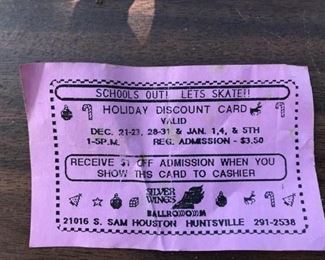 SCHOOLS OUT! LETS SKATE!!
HOLIDAY DISCOUNT CARD
VALID
DEC. 21-23, 28-31 & JAN. 1,4, & 5TH
1-5P.M. REG. ADMISSION - $3.50
RECEIVE $1 OFF ADMISSION WHEN YOU
SHOW THIS CARD TO CASHIER
SILVER
WINGS
BALLROOM
21016 S. SAM HOUSTON HUNTSVILLE 291-2538